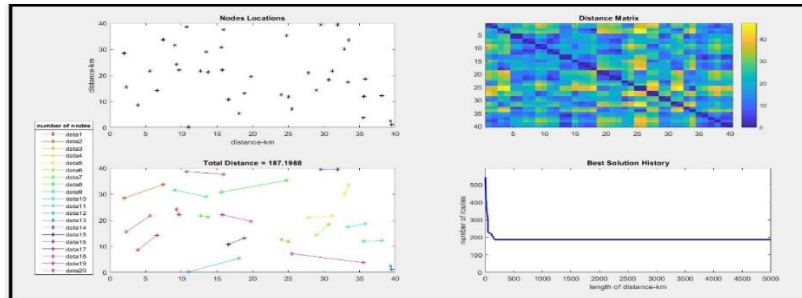 Nodes Locations
40
30
20
10
0
distance-km
0 5 10 15 20 25 30 35 40
distance-km
Distance Matrix
5
10
15
20
25
30
35
40
5 10 15 20 25 30 35 40
40
30
20
10
0
number of nodes
data1
data2
data3
data4
data5
data6
data7
data8
data9
data10
data11
data12
data13
data14
data15
data16
data17
data18
data19
data20
Total Distance = 187.1988
40
30
20
10
0
0 5 10 15 20 25 30 35 40
Best Solution History
500
400
300
200
100
0
number of routes
0 500 1000 1500 2000 2500 3000 3500 4000 4500 5000
length of distance-km